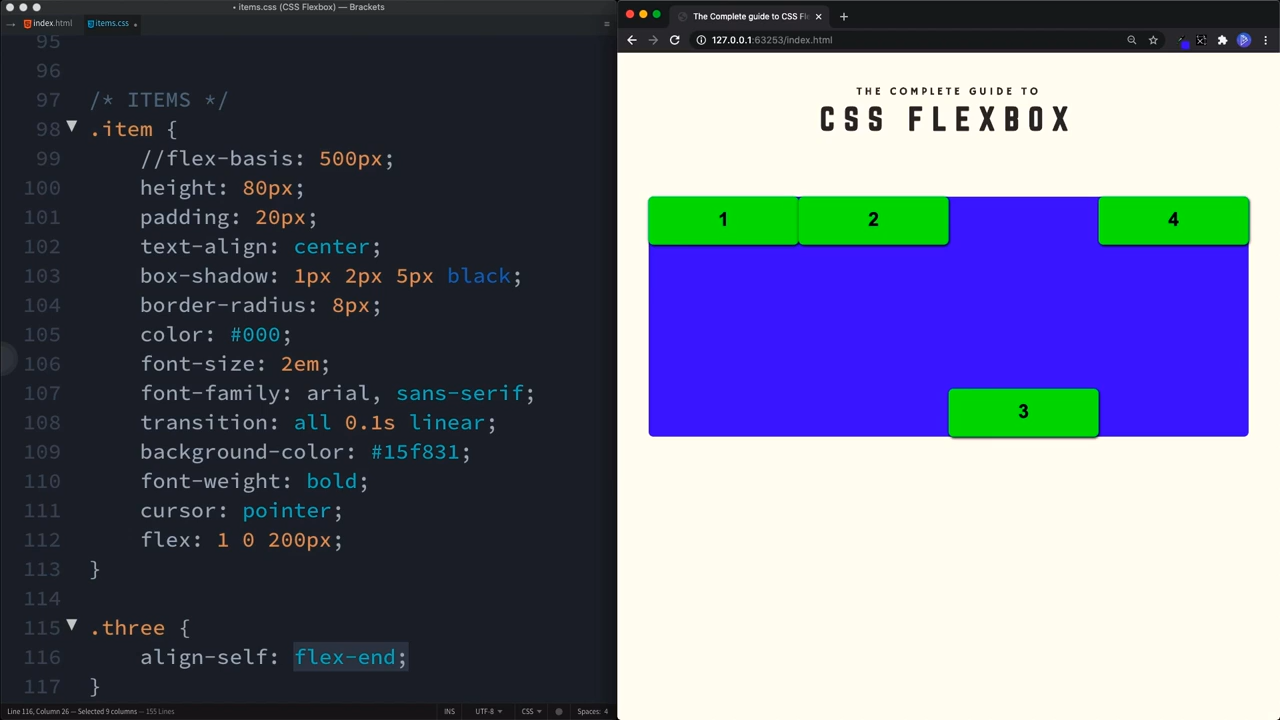 • items.css (CSS Flexbox) — Brackets
index.html
items.css •
95
96
97 /* ITEMS */
98 .item {
99 //flex-basis: 500px;
100 height: 80px;
101 padding: 20px;
102 text-align: center;
103 box-shadow: 1px 2px 5px black;
104 border-radius: 8px;
105 color: #000;
106 font-size: 2em;
107 font-family: arial, sans-serif;
108 transition: all 0.1s linear;
109 background-color: #15f831;
110 font-weight: bold;
111 cursor: pointer;
112 flex: 1 0 200px;
113 }
114
115 .three {
116 align-self: flex-end;
117 }
Line 116, Column 26 — Selected 9 columns — 155 Lines
INS
UTF-8
CSS
Spaces: 4
The Complete guide to CSS Fle
127.0.0.1:63253/index.html
THE COMPLETE GUIDE TO
CSS FLEXBOX
1
2
4
3